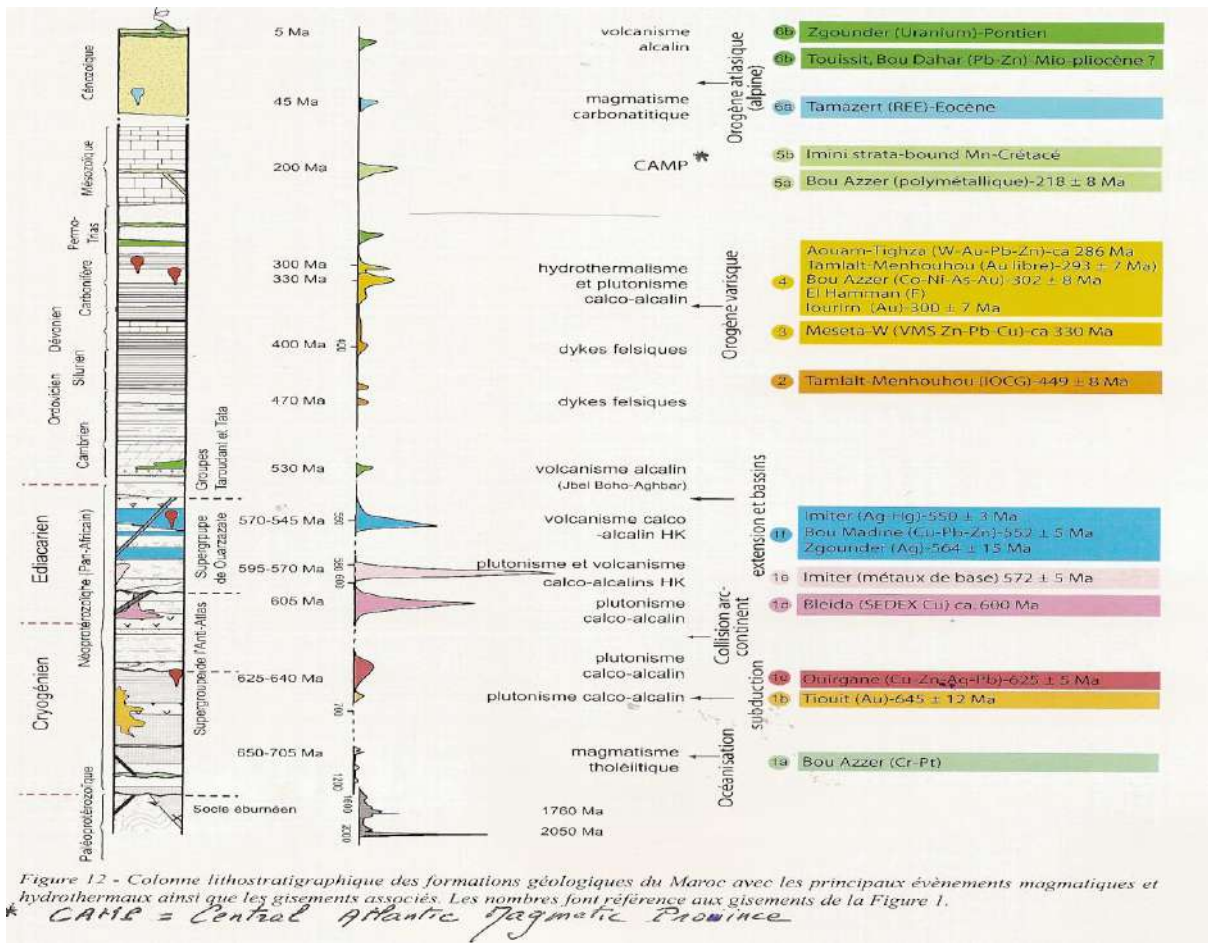 Cénozoïque
Mésozoïque
Permo-
Trias
Carbonifère
Dévonien
Silurien
Ordovicien
Cambrien
Ediacarien
Cryogénien
Néoprotérozoïque (Pan-Africain)
Paléoprotérozoïque
Groupes
Taroudant et Tata
Supergrpupe
de Ouarzazate
Supergroupe de l'Anti-Atlas
Socle éburnéen
5 Ma
45 Ma
200 Ma
300 Ma
330 Ma
400 Ma
470 Ma
530 Ma
570-545 Ma
595-570 Ma
605 Ma
625-640 Ma
650-705 Ma
400
600
760
1200
1600
2000
1760 Ma
2050 Ma
volcanisme
alcalin
magmatisme
carbonatitique
CAMP *
hydrothermalisme
et plutonisme
calco-alcalin
dykes felsiques
dykes felsiques
volcanisme alcalin
(Jbel Boho-Aghbar)
volcanisme calco
-alcalin HK
plutonisme et volcanisme
calco-alcalins HK
plutonisme
calco-alcalin
plutonisme
calco-alcalin
plutonisme calco-alcalin
magmatisme
tholéiitique
Orogène atlasique
(alpine)
Orogène varisque
extension et bassins
Collision arc-
continent
subduction
Océanisation
6b Zgounder (Uranium)-Pontien
6b Touissit, Bou Dahar (Pb-Zn)-Mio-pliocène ?
6a Tamazert (REE)-Eocène
5b Imini strata-bound Mn-Crétacé
5a Bou Azzer (polymétallique)-218 ± 8 Ma
Aouam-Tighza (W-Au-Pb-Zn)-ca 286 Ma
Tamlalt-Menhouhou (Au libre)-293 ± 7 Ma)
4 Bou Azzer (Co-Ni-As-Au)-302 ± 8 Ma
El Hamman (F)
Iourirn (Au)-300 ± 7 Ma
3 Meseta-W (VMS Zn-Pb-Cu)-ca 330 Ma
2 Tamlalt-Menhouhou (IOCG)-449 ± 8 Ma
Imiter (Ag-Hg)-550 ± 3 Ma
1f Bou Madine (Cu-Pb-Zn)-552 ± 5 Ma
Zgounder (Ag)-564 ± 15 Ma
1e Imiter (métaux de base) 572 ± 5 Ma
1d Bleida (SEDEX Cu) ca. 600 Ma
1c Ouirgane (Cu-Zn-Ag-Pb)-625 ± 5 Ma
1b Tiouit (Au)-645 ± 12 Ma
1a Bou Azzer (Cr-Pt)
Figure 12 - Colonne lithostratigraphique des formations géologiques du Maroc avec les principaux évènements magmatiques et
hydrothermaux ainsi que les gisements associés. Les nombres font référence aux gisements de la Figure 1.
* CAMP = Central Atlantic Magmatic Province